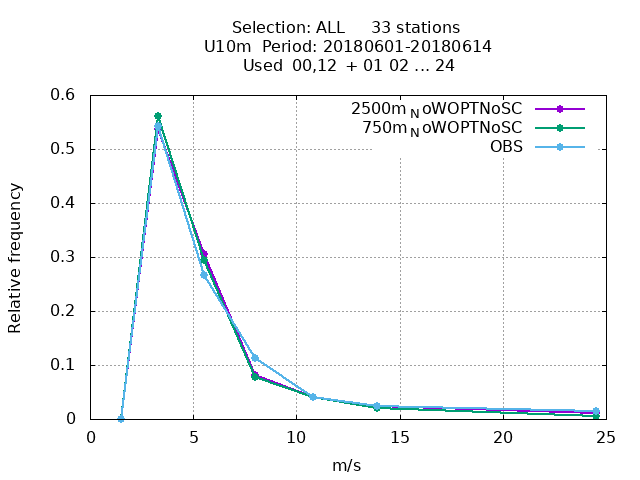 Selection: ALL 33 stations
U10m Period: 20180601-20180614
Used 00,12 + 01 02 ... 24
0.6
2500m_NoWOPTNoSC
750m_NoWOPTNoSC
OBS
0.5
0.4
0.3
0.2
0.1
0
Relative frequency
0 5 10 15 20 25
m/s